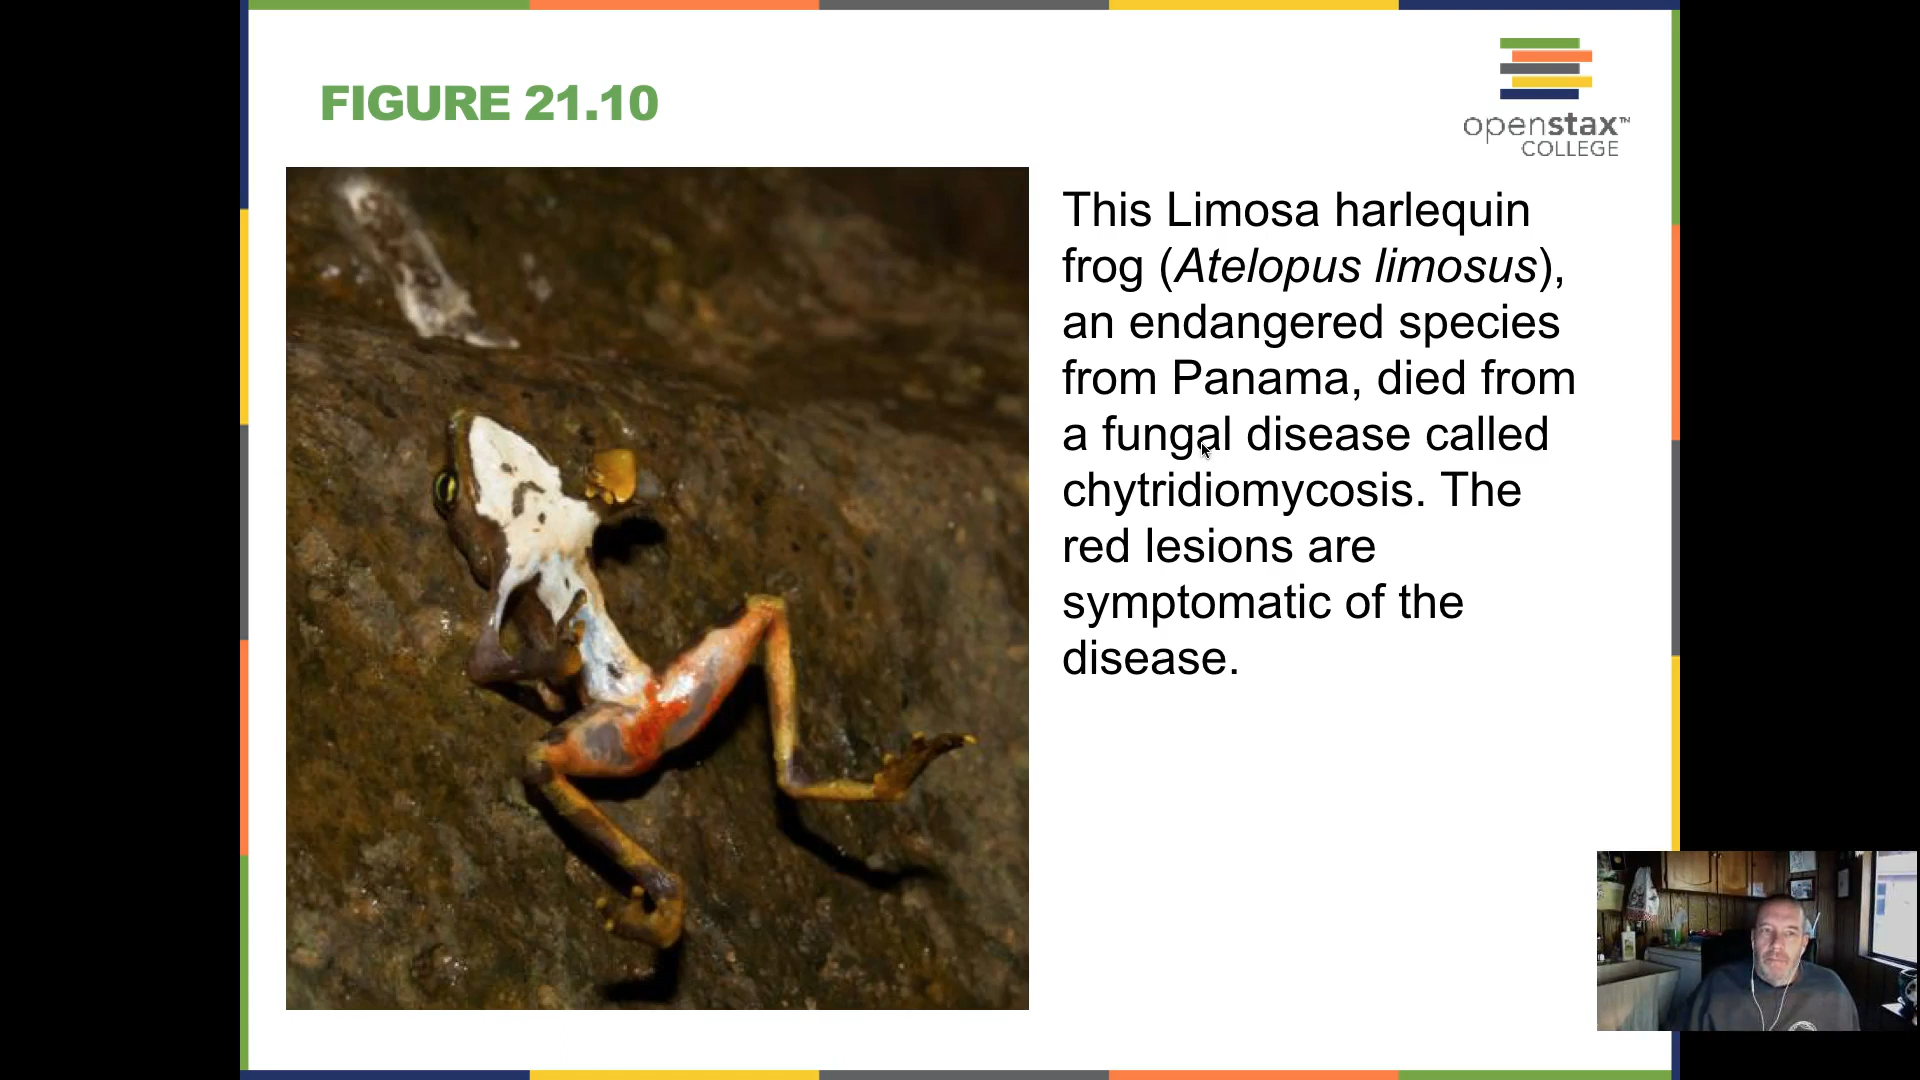 FIGURE 21.10
openstax™
COLLEGE
This Limosa harlequin
frog (Atelopus limosus),
an endangered species
from Panama, died from
a fungal disease called
chytridiomycosis. The
red lesions are
symptomatic of the
disease.